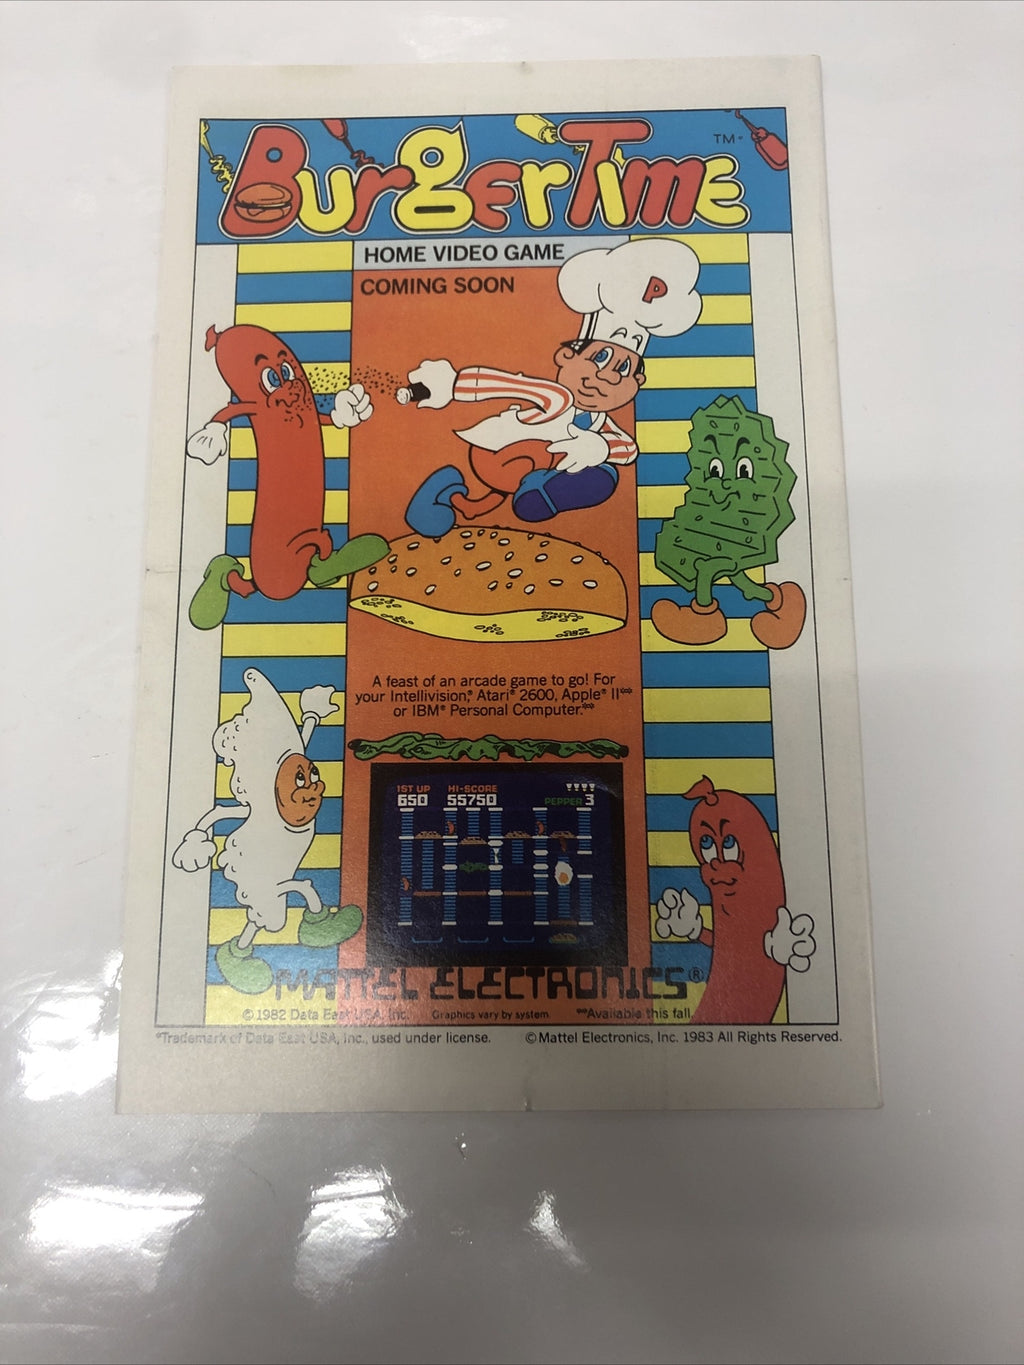 BurgerTime TM*
HOME VIDEO GAME
COMING SOON
P
A feast of an arcade game to go! For
your Intellivision,® Atari® 2600, Apple® II**
or IBM® Personal Computer.**
1ST UP HI-SCORE
650 55750 PEPPER 3
MATTEL ELECTRONICS®
© 1982 Data East USA, Inc. Graphics vary by system. **Available this fall.
*Trademark of Data East USA, Inc., used under license. © Mattel Electronics, Inc. 1983 All Rights Reserved.